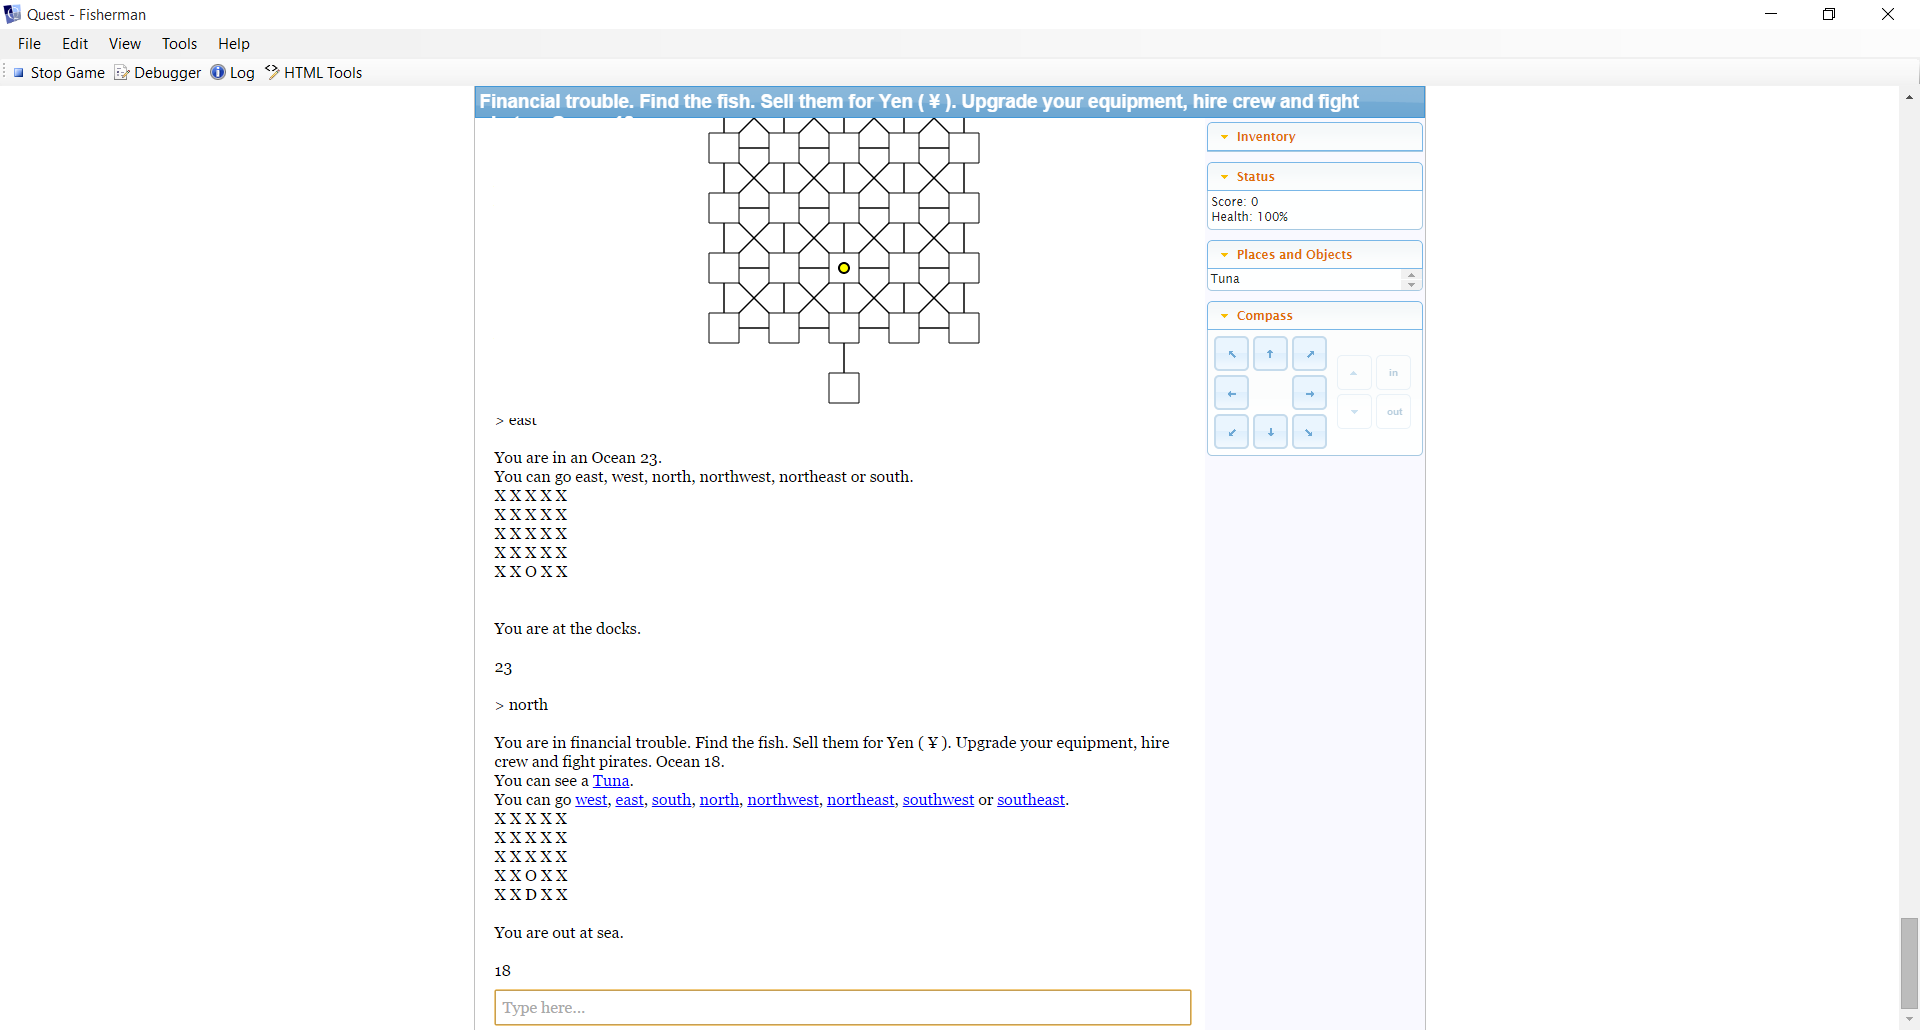 Quest - Fisherman
File Edit View Tools Help
Stop Game Debugger Log HTML Tools
Financial trouble. Find the fish. Sell them for Yen ( ¥ ). Upgrade your equipment, hire crew and fight
> east
You are in an Ocean 23.
You can go east, west, north, northwest, northeast or south.
X X X X X
X X X X X
X X X X X
X X X X X
X X O X X
You are at the docks.
23
> north
You are in financial trouble. Find the fish. Sell them for Yen ( ¥ ). Upgrade your equipment, hire
crew and fight pirates. Ocean 18.
You can see a Tuna.
You can go west, east, south, north, northwest, northeast, southwest or southeast.
X X X X X
X X X X X
X X X X X
X X O X X
X X D X X
You are out at sea.
18
Type here...
Inventory
Status
Score: 0
Health: 100%
Places and Objects
Tuna
Compass
in
out